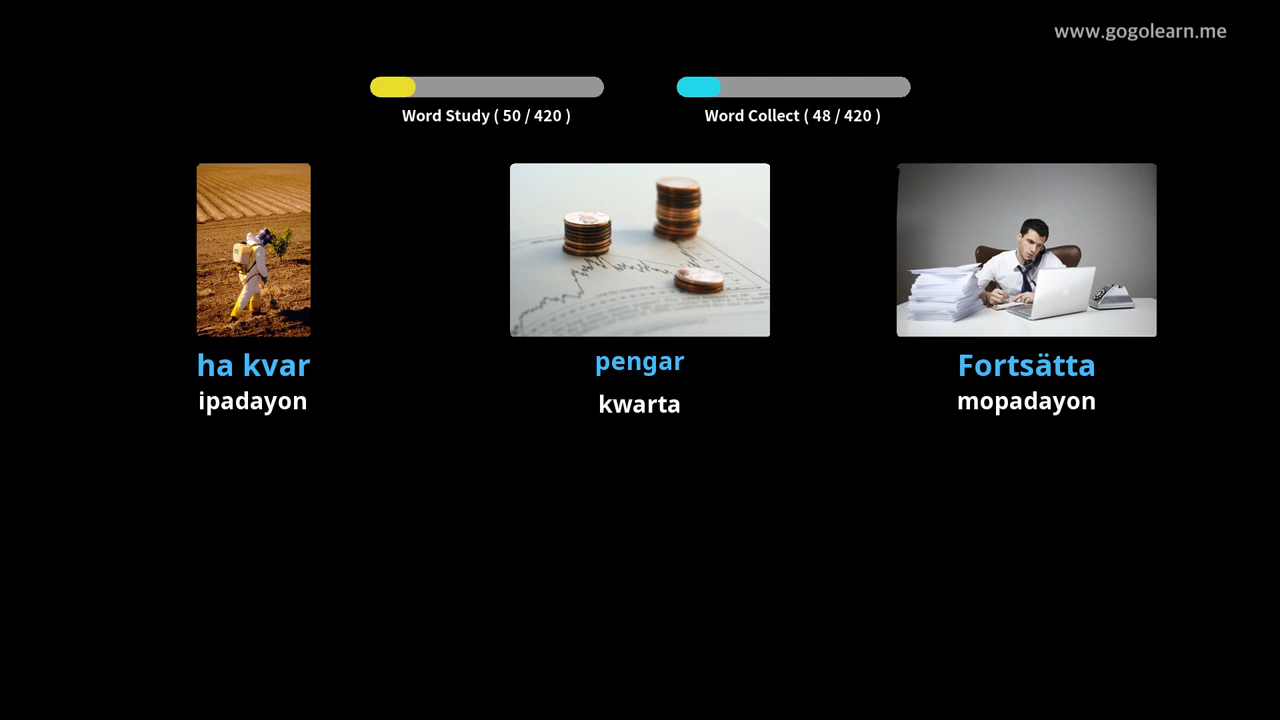 www.gogolearn.me
Word Study ( 50 / 420 )
Word Collect ( 48 / 420 )
ha kvar
ipadayon
pengar
kwarta
Fortsätta
mopadayon